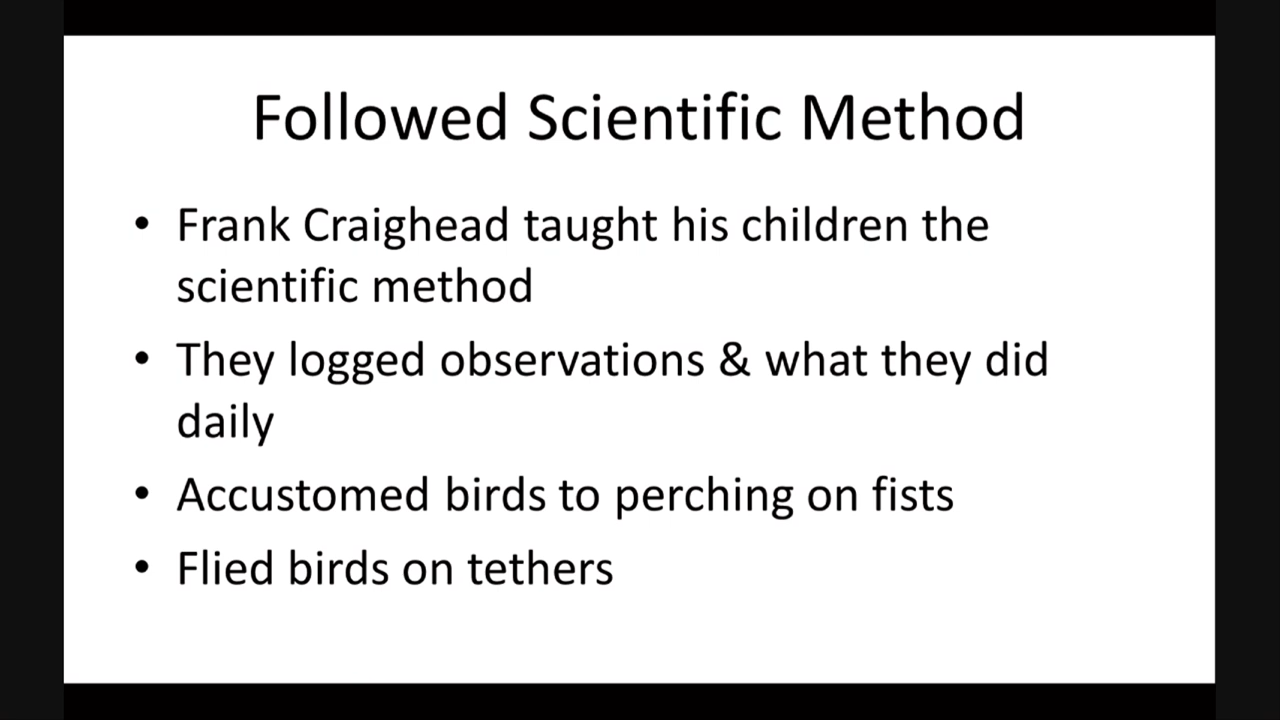 Followed Scientific Method
• Frank Craighead taught his children the
scientific method
• They logged observations & what they did
daily
• Accustomed birds to perching on fists
• Flied birds on tethers